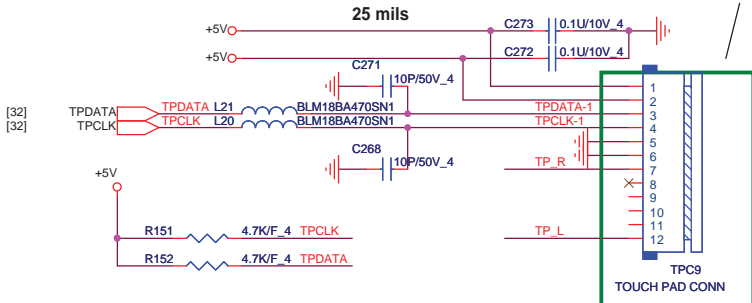 25 mils
+5V
C273 0.1U/10V_4
+5V
C272 0.1U/10V_4
C271
10P/50V_4
[32] TPDATA TPDATA L21 BLM18BA470SN1 TPDATA-1
[32] TPCLK TPCLK L20 BLM18BA470SN1 TPCLK-1
C268
10P/50V_4
TP_R
+5V
R151 4.7K/F_4 TPCLK
R152 4.7K/F_4 TPDATA
TP_L
1
2
3
4
5
6
7
8
9
10
11
12
TPC9
TOUCH PAD CONN